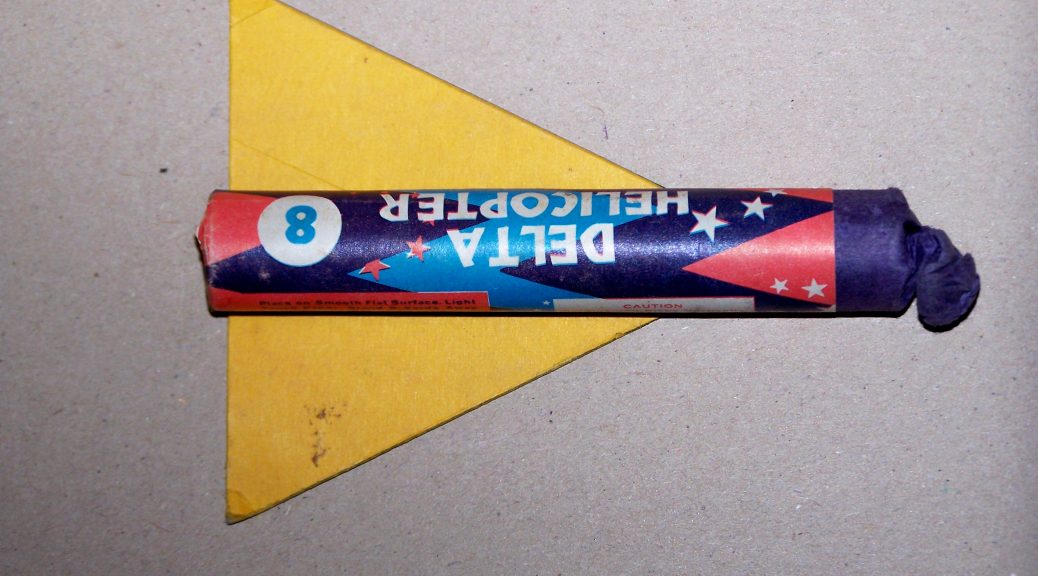 8
DELTA
HELICOPTER
Place on Smooth Flat Surface. Light
CAUTION